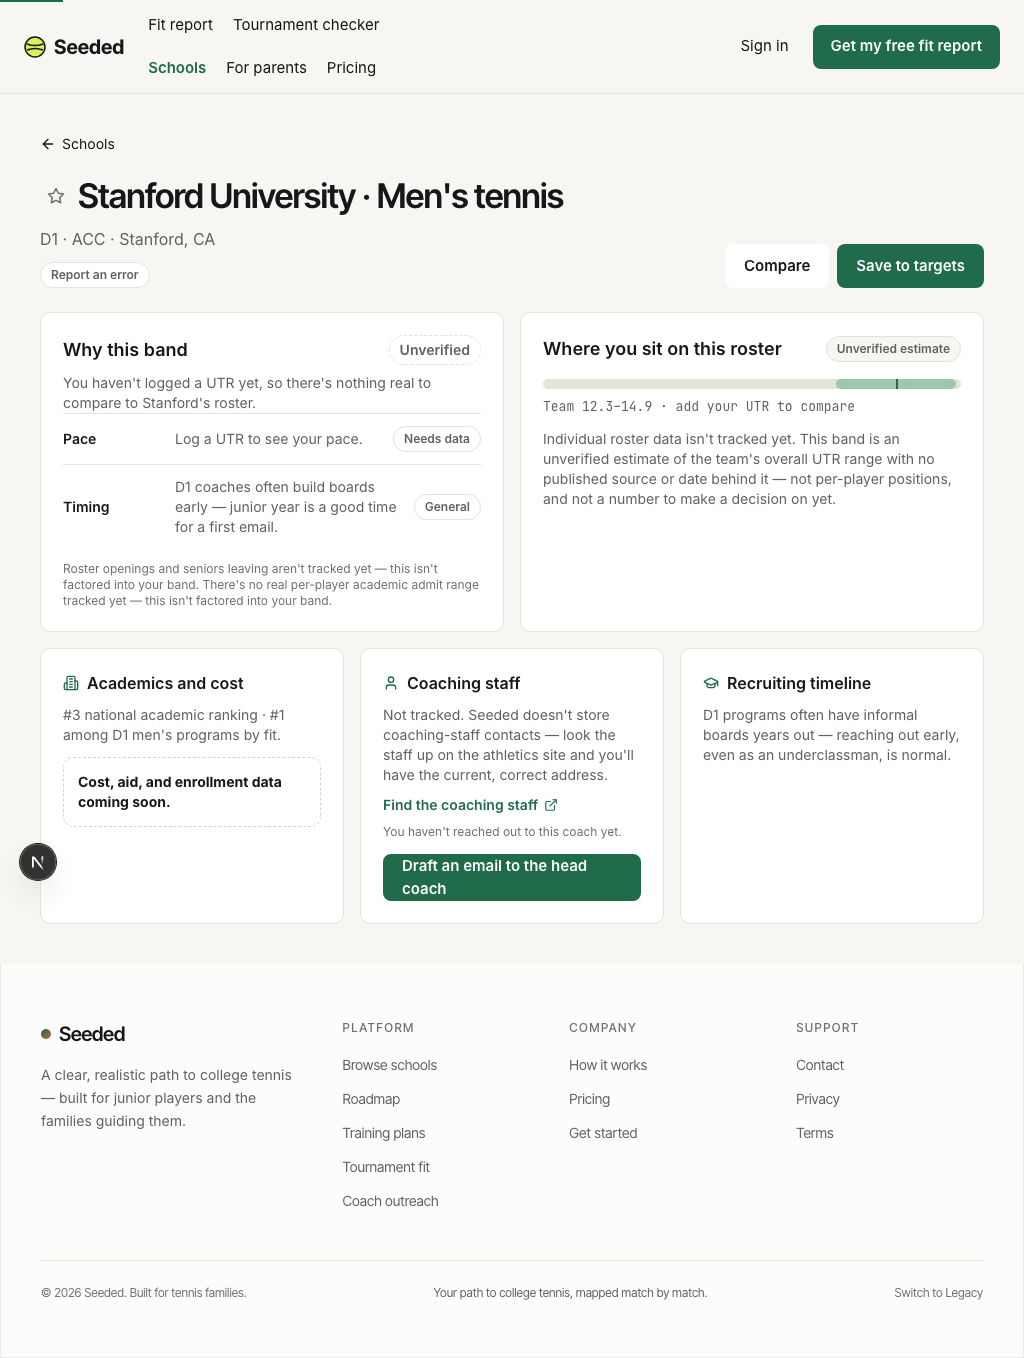 Seeded
Fit report
Tournament checker
Schools
For parents
Pricing
Sign in
Get my free fit report
Schools
Stanford University · Men's tennis
D1 · ACC · Stanford, CA
Report an error
Compare
Save to targets
Why this band
Unverified
You haven't logged a UTR yet, so there's nothing real to
compare to Stanford's roster.
Pace
Log a UTR to see your pace.
Needs data
Timing
D1 coaches often build boards
early — junior year is a good time
for a first email.
General
Roster openings and seniors leaving aren't tracked yet — this isn't
factored into your band. There's no real per-player academic admit range
tracked yet — this isn't factored into your band.
Where you sit on this roster
Unverified estimate
Team 12.3–14.9 · add your UTR to compare
Individual roster data isn't tracked yet. This band is an
unverified estimate of the team's overall UTR range with no
published source or date behind it — not per-player positions,
and not a number to make a decision on yet.
Academics and cost
#3 national academic ranking · #1
among D1 men's programs by fit.
Cost, aid, and enrollment data
coming soon.
Coaching staff
Not tracked. Seeded doesn't store
coaching-staff contacts — look the
staff up on the athletics site and you'll
have the current, correct address.
Find the coaching staff
You haven't reached out to this coach yet.
Draft an email to the head
coach
Recruiting timeline
D1 programs often have informal
boards years out — reaching out early,
even as an underclassman, is normal.
N
Seeded
A clear, realistic path to college tennis
— built for junior players and the
families guiding them.
PLATFORM
Browse schools
Roadmap
Training plans
Tournament fit
Coach outreach
COMPANY
How it works
Pricing
Get started
SUPPORT
Contact
Privacy
Terms
© 2026 Seeded. Built for tennis families.
Your path to college tennis, mapped match by match.
Switch to Legacy